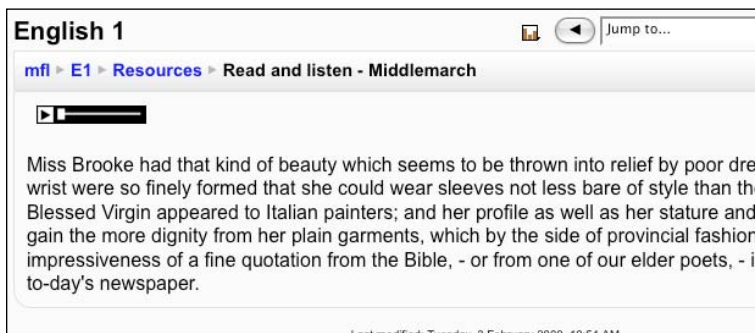 English 1
Jump to...
mfl ► E1 ► Resources ► Read and listen - Middlemarch
Miss Brooke had that kind of beauty which seems to be thrown into relief by poor
wrist were so finely formed that she could wear sleeves not less bare of style than
Blessed Virgin appeared to Italian painters; and her profile as well as her stature and
gain the more dignity from her plain garments, which by the side of provincial
impressiveness of a fine quotation from the Bible, - or from one of our elder poets, -
to-day's newspaper.